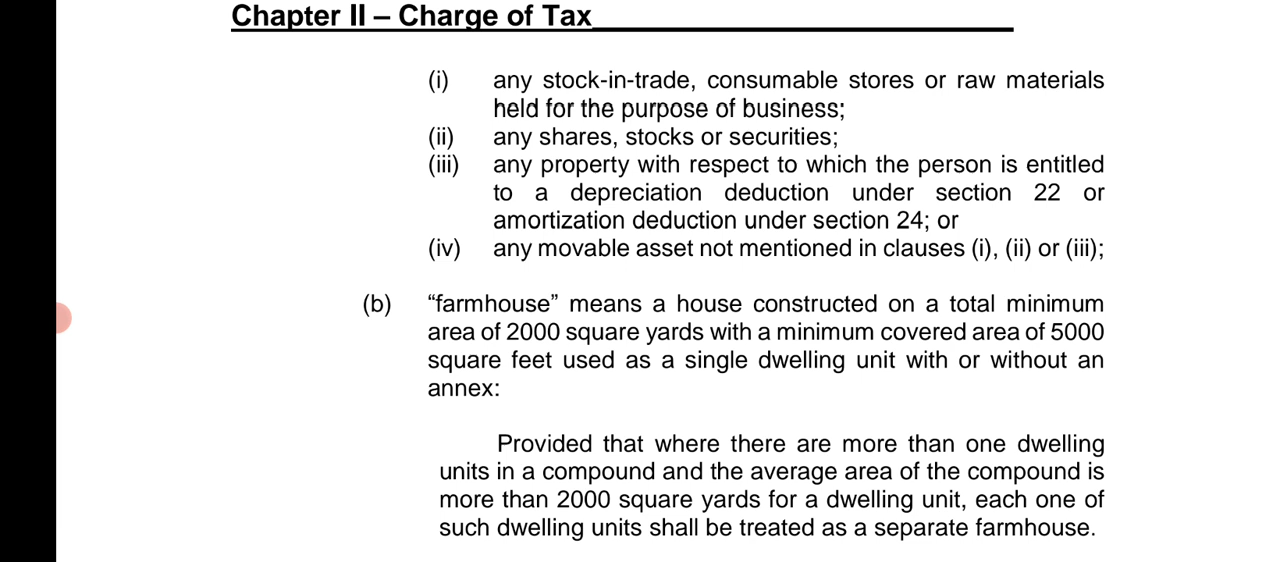 Chapter II – Charge of Tax
(i) any stock-in-trade, consumable stores or raw materials
held for the purpose of business;
(ii) any shares, stocks or securities;
(iii) any property with respect to which the person is entitled
to a depreciation deduction under section 22 or
amortization deduction under section 24; or
(iv) any movable asset not mentioned in clauses (i), (ii) or (iii);
(b) “farmhouse” means a house constructed on a total minimum
area of 2000 square yards with a minimum covered area of 5000
square feet used as a single dwelling unit with or without an
annex:
Provided that where there are more than one dwelling
units in a compound and the average area of the compound is
more than 2000 square yards for a dwelling unit, each one of
such dwelling units shall be treated as a separate farmhouse.